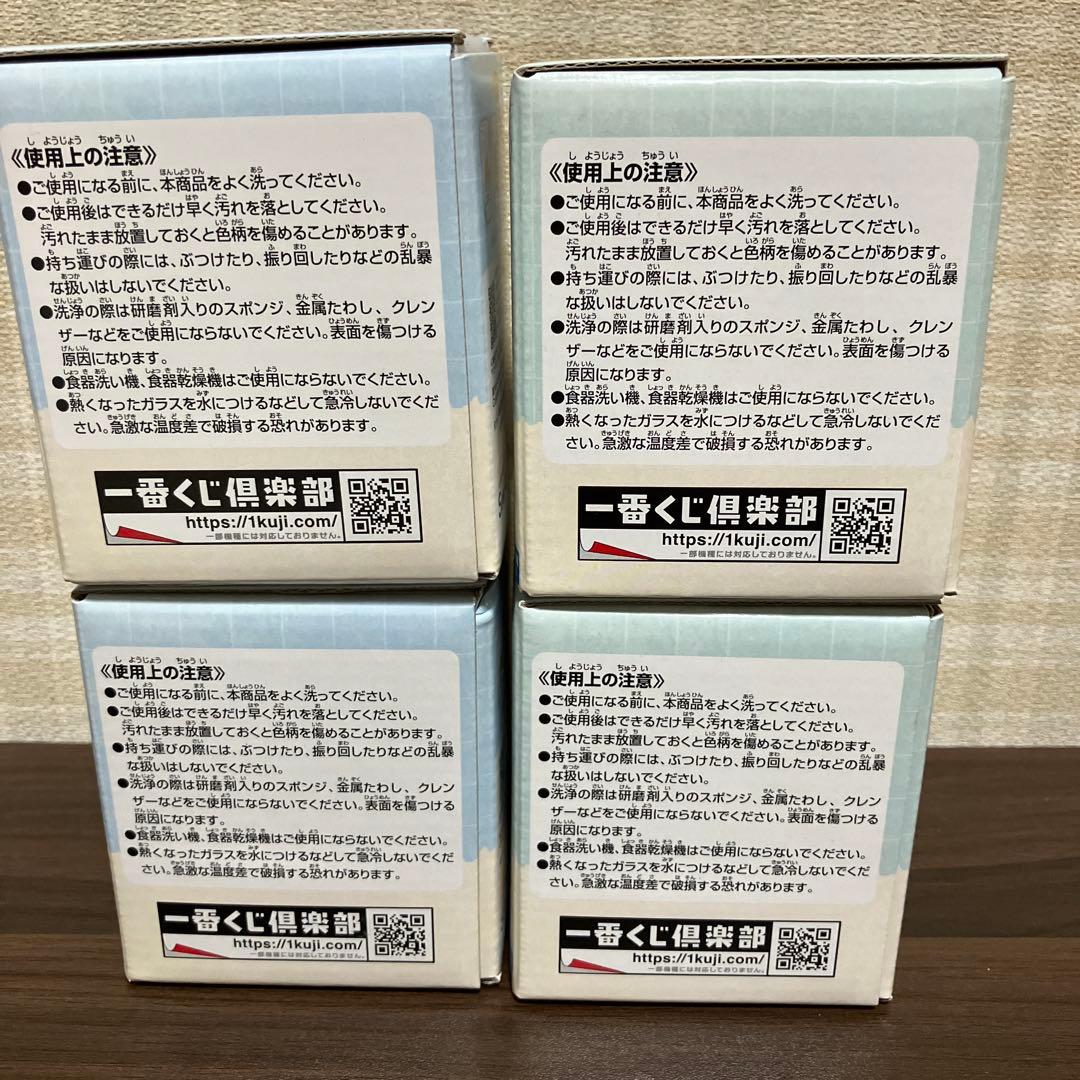 《使用上の注意》
●ご使用になる前に、本商品をよく洗ってください。
●ご使用後はできるだけ早く汚れを落としてください。
汚れたまま放置しておくと色柄を傷めることがあります。
●持ち運びの際には、ぶつけたり、振り回したりなどの乱暴
な扱いはしないでください。
●洗浄の際は研磨剤入りのスポンジ、金属たわし、クレン
ザーなどをご使用にならないでください。表面を傷つける
原因になります。
●食器洗い機、食器乾燥機はご使用にならないでください。
●熱くなったガラスを水につけるなどして急冷しないでくだ
さい。急激な温度差で破損する恐れがあります。
一番くじ倶楽部
https://1kuji.com/
一部機種には対応しておりません。
《使用上の注意》
●ご使用になる前に、本商品をよく洗ってください。
●ご使用後はできるだけ早く汚れを落としてください。
汚れたまま放置しておくと色柄を傷めることがあります。
●持ち運びの際には、ぶつけたり、振り回したりなどの乱暴
な扱いはしないでください。
●洗浄の際は研磨剤入りのスポンジ、金属たわし、クレン
ザーなどをご使用にならないでください。表面を傷つける
原因になります。
●食器洗い機、食器乾燥機はご使用にならないでください。
●熱くなったガラスを水につけるなどして急冷しないでくだ
さい。急激な温度差で破損する恐れがあります。
一番くじ倶楽部
https://1kuji.com/
一部機種には対応しておりません。
《使用上の注意》
●ご使用になる前に、本商品をよく洗ってください。
●ご使用後はできるだけ早く汚れを落としてください。
汚れたまま放置しておくと色柄を傷めることがあります。
●持ち運びの際には、ぶつけたり、振り回したりなどの乱暴
な扱いはしないでください。
●洗浄の際は研磨剤入りのスポンジ、金属たわし、クレン
ザーなどをご使用にならないでください。表面を傷つける
原因になります。
●食器洗い機、食器乾燥機はご使用にならないでください。
●熱くなったガラスを水につけるなどして急冷しないでくだ
さい。急激な温度差で破損する恐れがあります。
一番くじ倶楽部
https://1kuji.com/
一部機種には対応しておりません。
《使用上の注意》
●ご使用になる前に、本商品をよく洗ってください。
●ご使用後はできるだけ早く汚れを落としてください。
汚れたまま放置しておくと色柄を傷めることがあります。
●持ち運びの際には、ぶつけたり、振り回したりなどの乱暴
な扱いはしないでください。
●洗浄の際は研磨剤入りのスポンジ、金属たわし、クレン
ザーなどをご使用にならないでください。表面を傷つける
原因になります。
●食器洗い機、食器乾燥機はご使用にならないでください。
●熱くなったガラスを水につけるなどして急冷しないでくだ
さい。急激な温度差で破損する恐れがあります。
一番くじ倶楽部
https://1kuji.com/
一部機種には対応しておりません。